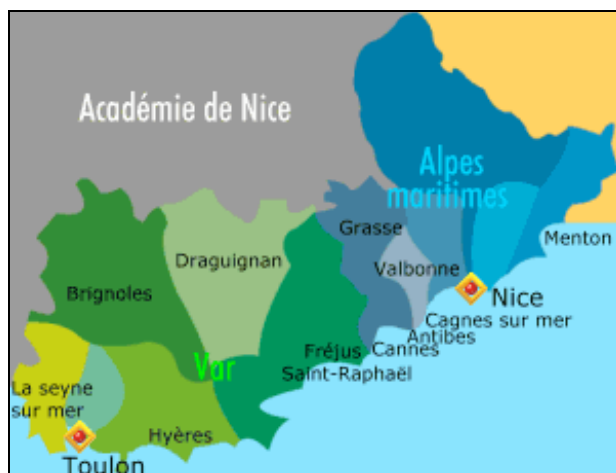 Académie de Nice
Alpes
maritimes
Grasse
Menton
Draguignan
Valbonne
Brignoles
Nice
Cagnes sur mer
Antibes
Fréjus
Cannes
Var
Saint-Raphaël
La seyne
sur mer
Hyères
Toulon